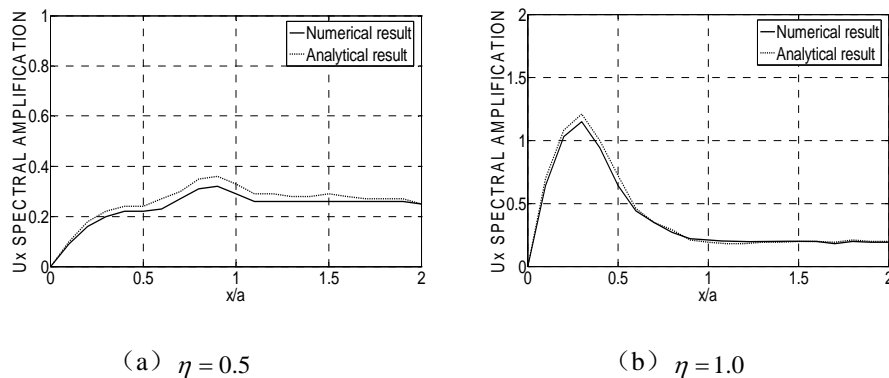 Ux SPECTRAL AMPLIFICATION
1
0.8
0.6
0.4
0.2
0
0 0.5 1 1.5 2
x/a
Numerical result
Analytical result
(a) η = 0.5
Ux SPECTRAL AMPLIFICATION
2
1.5
1
0.5
0
0 0.5 1 1.5 2
x/a
Numerical result
Analytical result
(b) η = 1.0